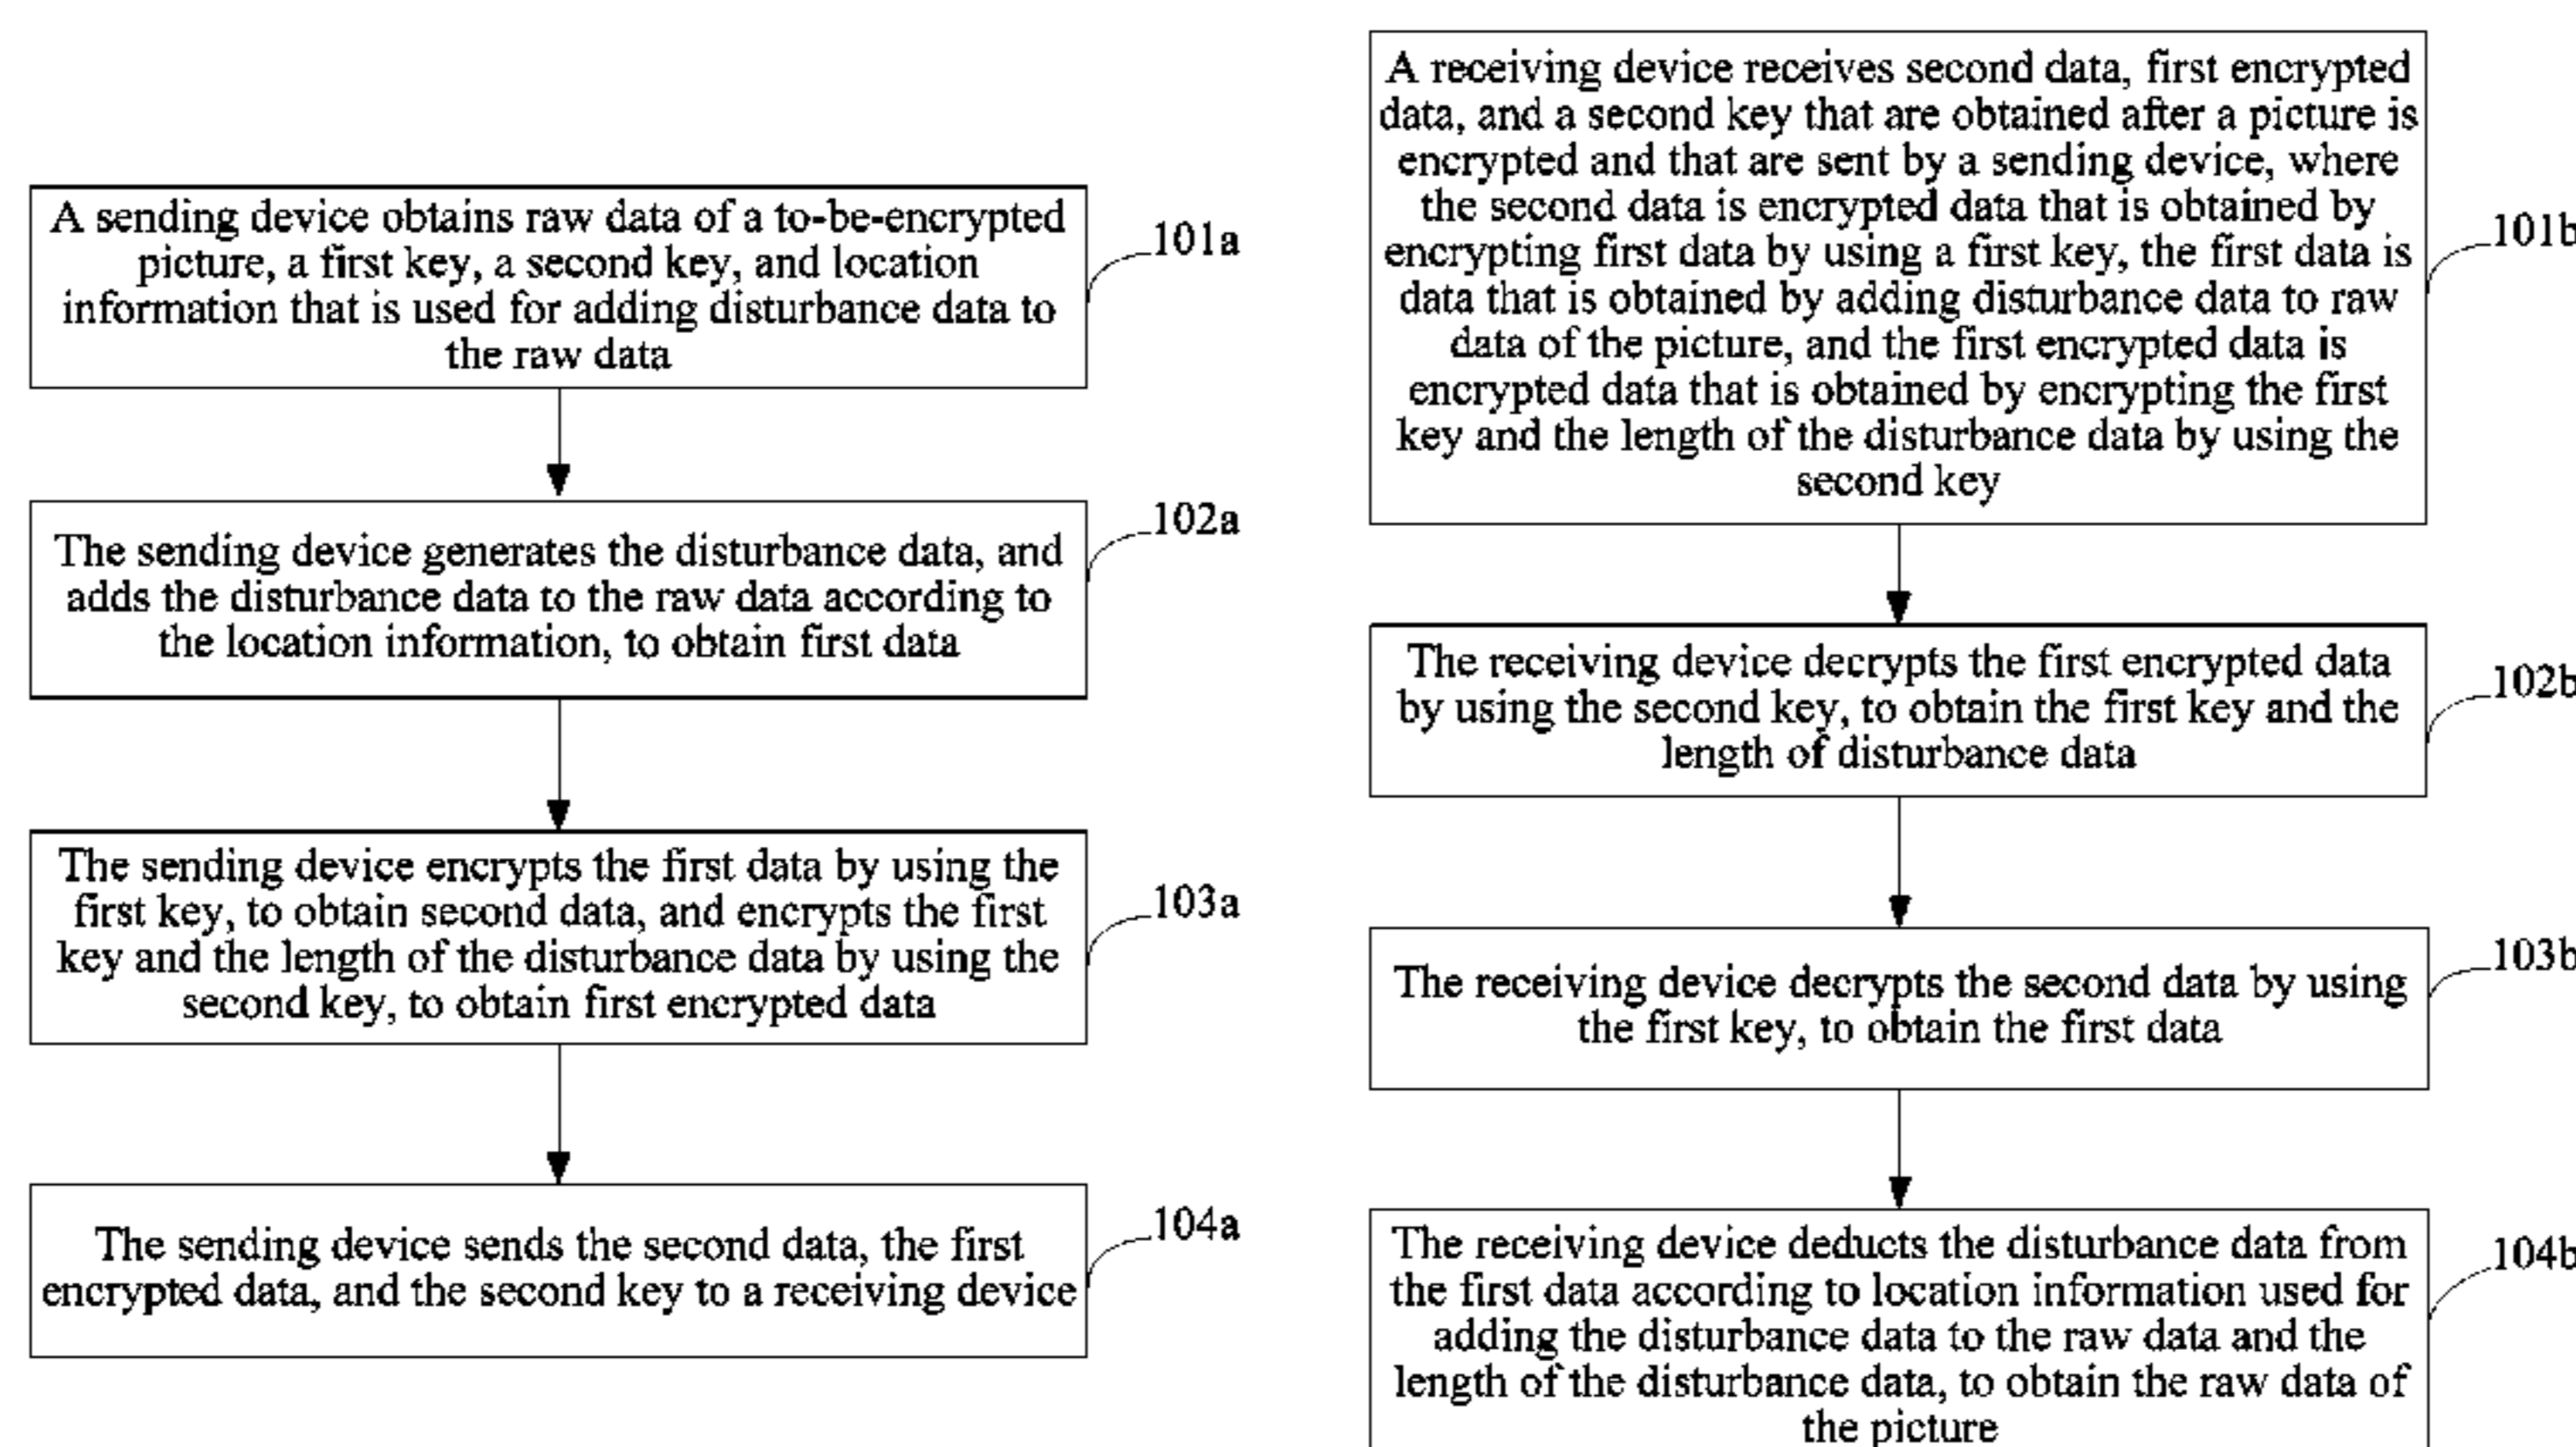 A sending device obtains raw data of a to-be-encrypted
picture, a first key, a second key, and location
information that is used for adding disturbance data to
the raw data
101a
The sending device generates the disturbance data, and
adds the disturbance data to the raw data according to
the location information, to obtain first data
102a
The sending device encrypts the first data by using the
first key, to obtain second data, and encrypts the first
key and the length of the disturbance data by using the
second key, to obtain first encrypted data
103a
The sending device sends the second data, the first
encrypted data, and the second key to a receiving device
104a
A receiving device receives second data, first encrypted
data, and a second key that are obtained after a picture is
encrypted and that are sent by a sending device, where
the second data is encrypted data that is obtained by
encrypting first data by using a first key, the first data is
data that is obtained by adding disturbance data to raw
data of the picture, and the first encrypted data is
encrypted data that is obtained by encrypting the first
key and the length of the disturbance data by using the
second key
101b
The receiving device decrypts the first encrypted data
by using the second key, to obtain the first key and the
length of disturbance data
102b
The receiving device decrypts the second data by using
the first key, to obtain the first data
103b
The receiving device deducts the disturbance data from
the first data according to location information used for
adding the disturbance data to the raw data and the
length of the disturbance data, to obtain the raw data of
the picture
104b